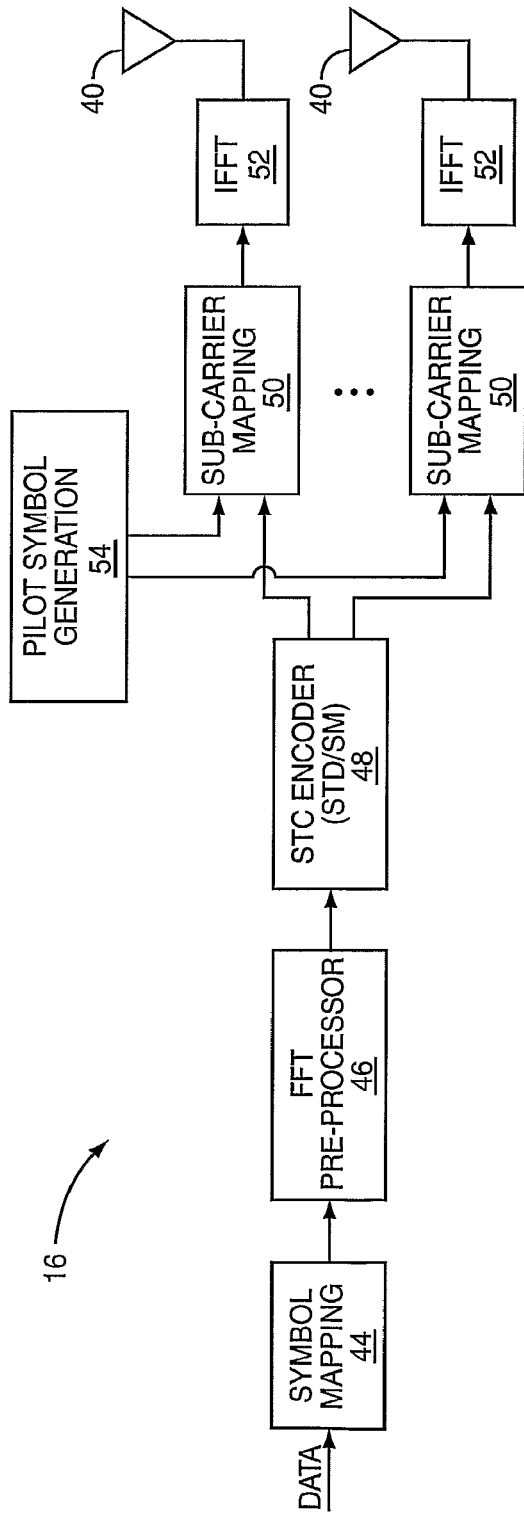 16
DATA
SYMBOL
MAPPING
44
FFT
PRE-PROCESSOR
46
STC ENCODER
(STD/SM)
48
PILOT SYMBOL
GENERATION
54
SUB-CARRIER
MAPPING
50
IFFT
52
40
SUB-CARRIER
MAPPING
50
IFFT
52
40